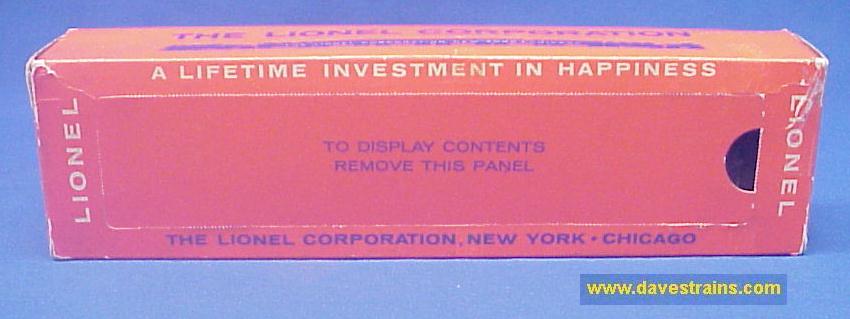 THE LIONEL CORPORATION
A LIFETIME INVESTMENT IN HAPPINESS
LIONEL
TO DISPLAY CONTENTS
REMOVE THIS PANEL
LIONEL
THE LIONEL CORPORATION, NEW YORK • CHICAGO
www.davestrains.com